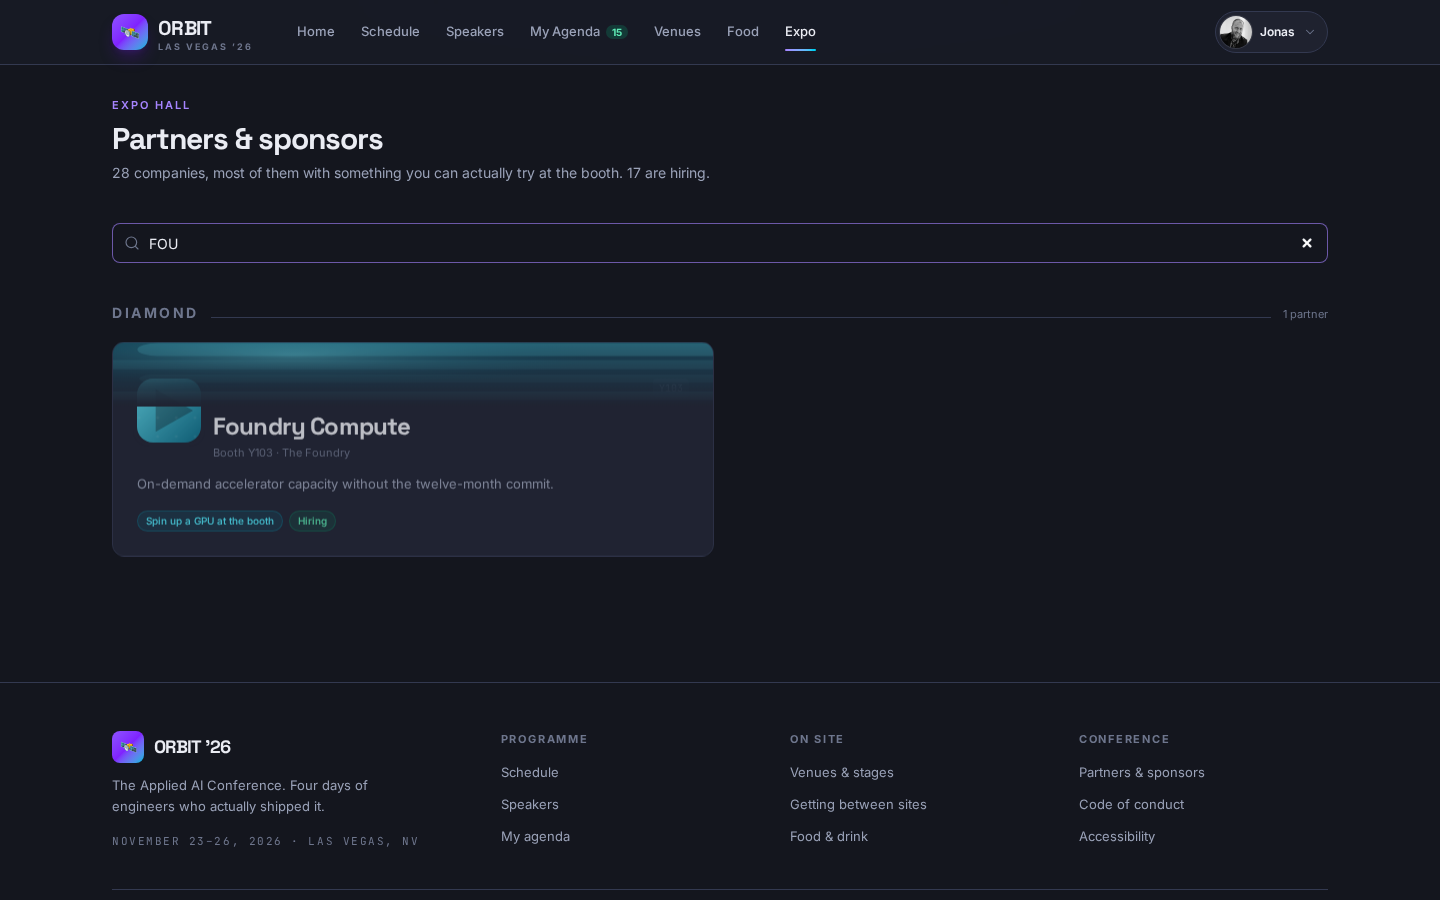 ORBIT
LAS VEGAS '26
Home
Schedule
Speakers
My Agenda 15
Venues
Food
Expo
Jonas
EXPO HALL
Partners & sponsors
28 companies, most of them with something you can actually try at the booth. 17 are hiring.
FOU
DIAMOND
1 partner
Foundry Compute
Booth Y103 · The Foundry
On-demand accelerator capacity without the twelve-month commit.
Spin up a GPU at the booth
Hiring
ORBIT '26
The Applied AI Conference. Four days of
engineers who actually shipped it.
NOVEMBER 23–26, 2026 · LAS VEGAS, NV
PROGRAMME
Schedule
Speakers
My agenda
ON SITE
Venues & stages
Getting between sites
Food & drink
CONFERENCE
Partners & sponsors
Code of conduct
Accessibility